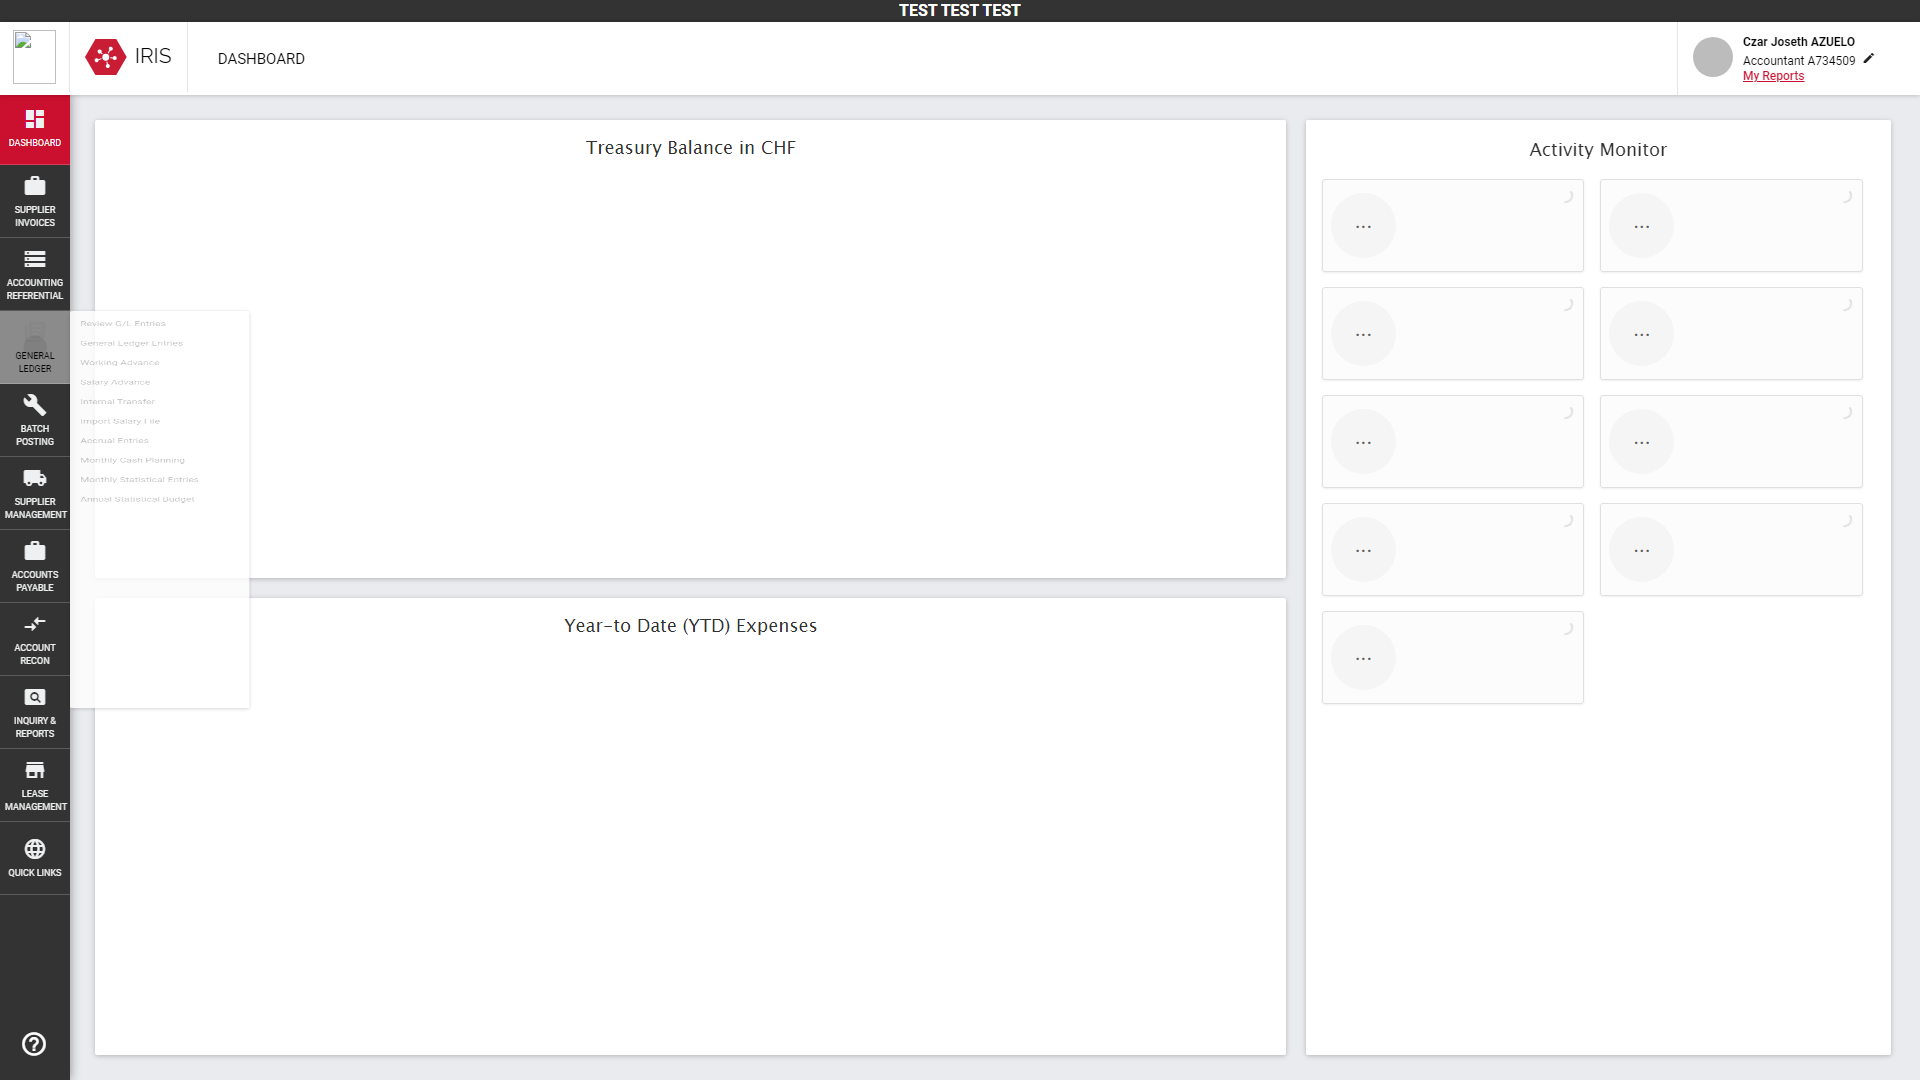 TEST TEST TEST
IRIS
DASHBOARD
Czar Joseth AZUELO
Accountant A734509
My Reports
DASHBOARD
SUPPLIER
INVOICES
ACCOUNTING
REFERENTIAL
GENERAL
LEDGER
BATCH
POSTING
SUPPLIER
MANAGEMENT
ACCOUNTS
PAYABLE
ACCOUNT
RECON
INQUIRY &
REPORTS
LEASE
MANAGEMENT
QUICK LINKS
Review G/L Entries
General Ledger Entries
Working Advance
Salary Advance
Internal Transfer
Import Salary File
Accrual Entries
Monthly Cash Planning
Monthly Statistical Entries
Annual Statistical Budget
Treasury Balance in CHF
Year-to Date (YTD) Expenses
Activity Monitor
... ...
... ...
... ...
... ...
...